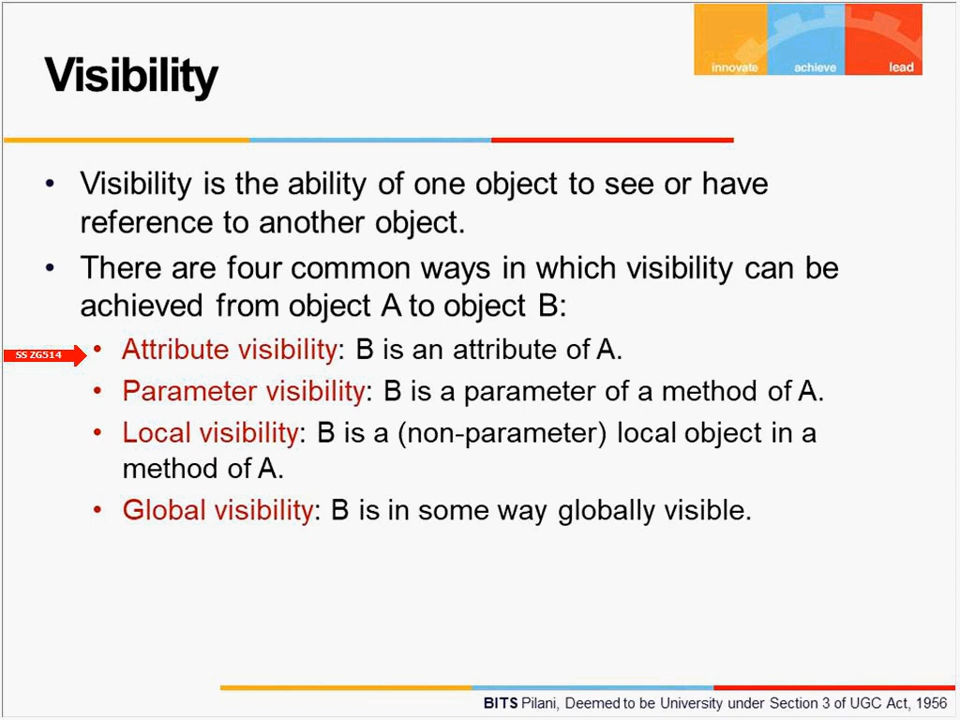 innovate achieve lead
Visibility
• Visibility is the ability of one object to see or have
reference to another object.
• There are four common ways in which visibility can be
achieved from object A to object B:
SS ZG514
• Attribute visibility: B is an attribute of A.
• Parameter visibility: B is a parameter of a method of A.
• Local visibility: B is a (non-parameter) local object in a
method of A.
• Global visibility: B is in some way globally visible.
BITS Pilani, Deemed to be University under Section 3 of UGC Act, 1956